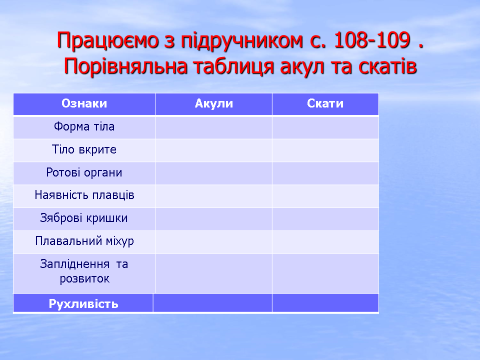 Працюємо з підручником с. 108-109 .
Порівняльна таблиця акул та скатів
Ознаки Акули Скати
Форма тіла
Тіло вкрите
Ротові органи
Наявність плавців
Зяброві кришки
Плавальний міхур
Запліднення та
розвиток
Рухливість